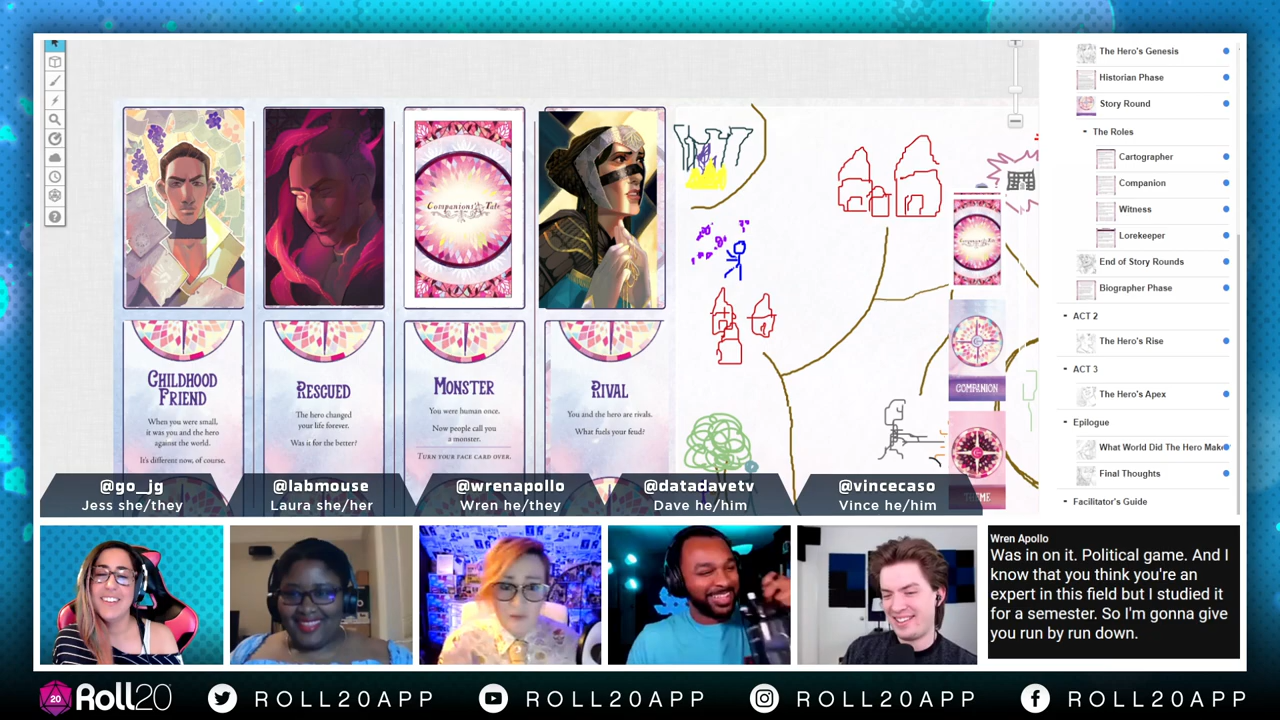 The Hero's Genesis
Historian Phase
Story Round
The Roles
Cartographer
Companion
Witness
Lorekeeper
End of Story Rounds
Biographer Phase
ACT 2
The Hero's Rise
ACT 3
The Hero's Apex
Epilogue
What World Did The Hero Make
Final Thoughts
Facilitator's Guide
Companions' Tale
Companions' Tale
CHILDHOOD
FRIEND
When you were small,
it was you and the hero
against the world.
It's different now, of course.
RESCUED
The hero changed
your life forever.
Was it for the better?
MONSTER
You were human once.
Now people call you
a monster.
TURN YOUR FACE CARD OVER.
RIVAL
You and the hero are rivals.
What fuels your feud?
COMPANION
THEME
@go_jg
Jess she/they
@labmouse
Laura she/her
@wrenapollo
Wren he/they
@datadavetv
Dave he/him
@vincecaso
Vince he/him
Wren Apollo
Was in on it. Political game. And I
know that you think you're an
expert in this field but I studied it
for a semester. So I'm gonna give
you run by run down.
20
Roll20
ROLL20APP
ROLL20APP
ROLL20APP
ROLL20APP